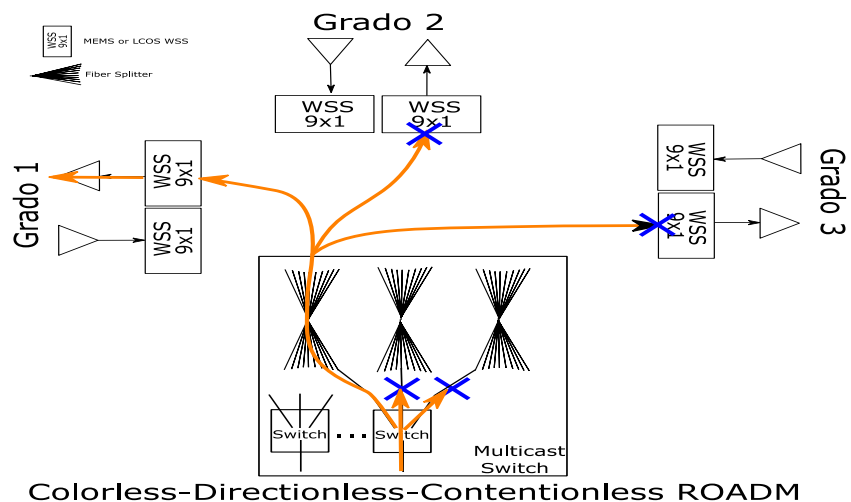 Grado 2
WSS
9x1
MEMS or LCOS WSS
Fiber Splitter
WSS
9x1
WSS
9x1
Grado 1
WSS
9x1
WSS
9x1
WSS
9x1
WSS
9x1
Grado 3
Switch
Switch
Multicast
Switch
Colorless-Directionless-Contentionless ROADM